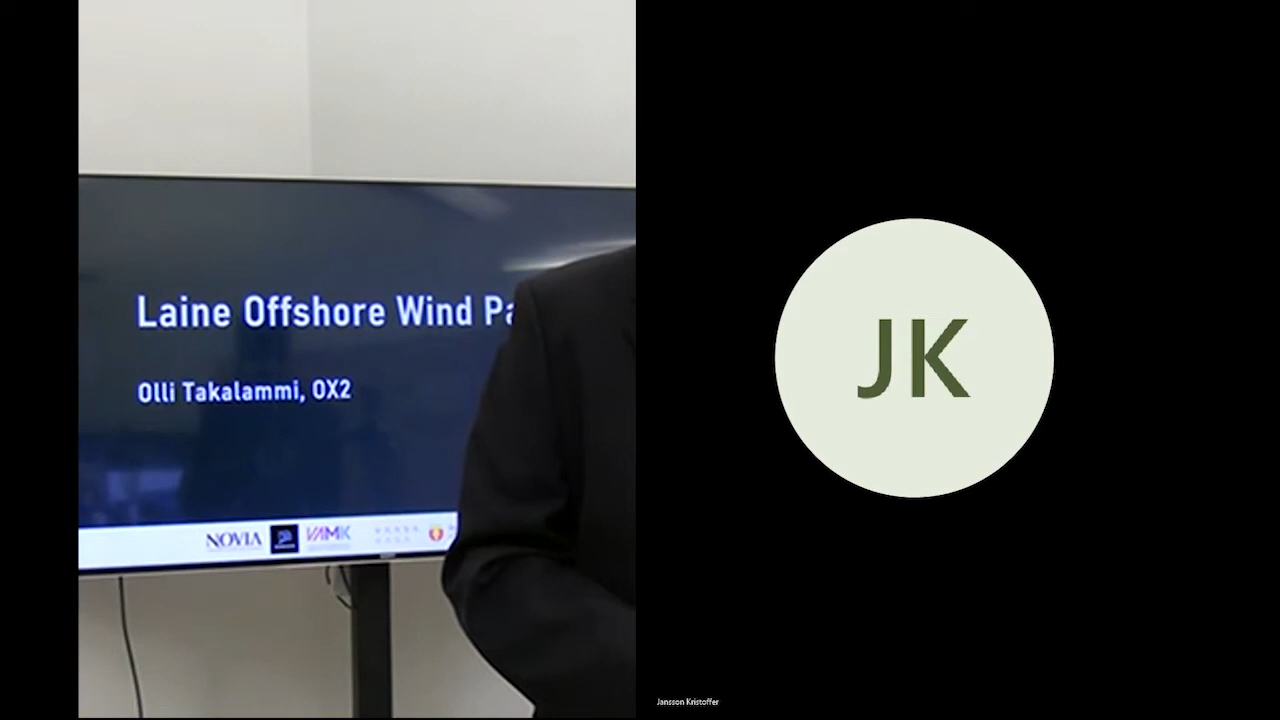 Laine Offshore Wind Pa
Olli Takalammi, OX2
NOVIA
VAMK
JK
Jansson Kristoffer